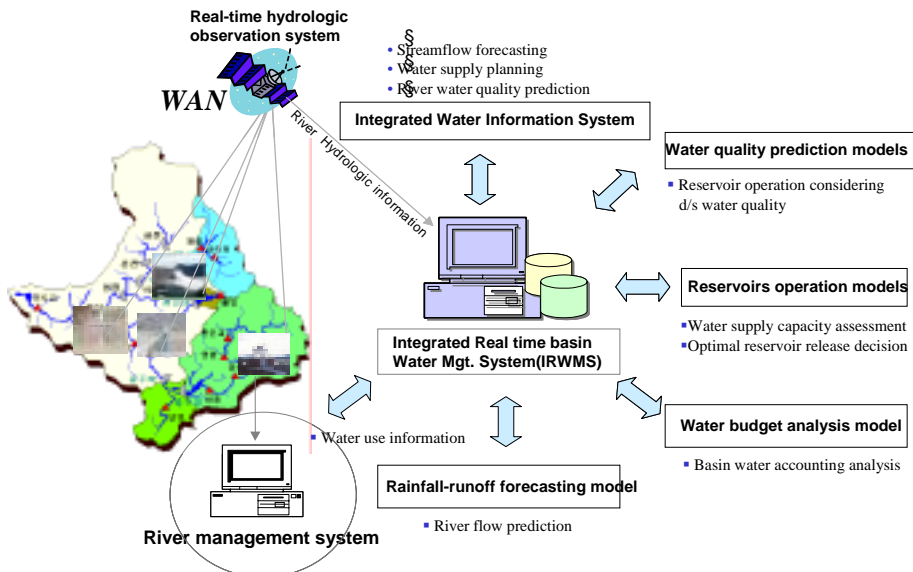 Real-time hydrologic
observation system
WAN
§
§
§
• Streamflow forecasting
• Water supply planning
• River water quality prediction
Integrated Water Information System
River Hydrologic information
Water quality prediction models
▪ Reservoir operation considering
d/s water quality
Reservoirs operation models
▪Water supply capacity assessment
▪Optimal reservoir release decision
Integrated Real time basin
Water Mgt. System(IRWMS)
Water budget analysis model
▪ Basin water accounting analysis
▪ Water use information
Rainfall-runoff forecasting model
▪ River flow prediction
River management system